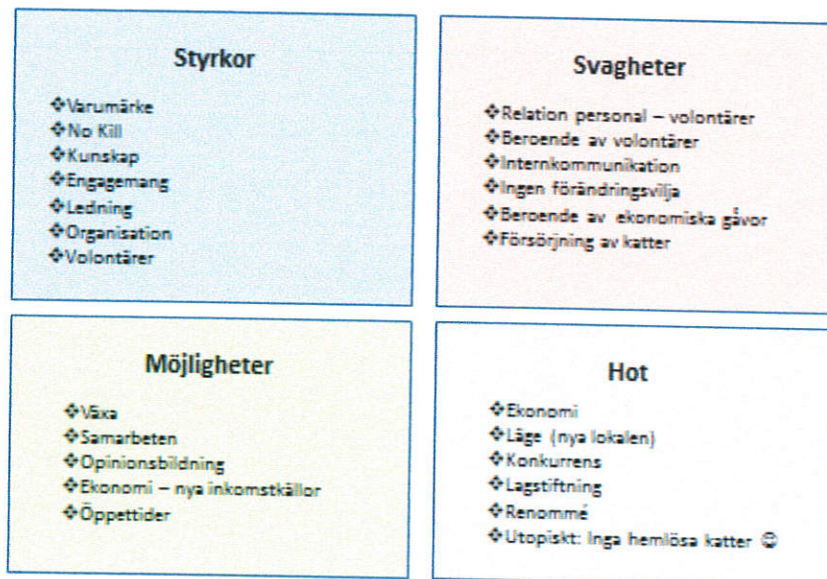 Styrkor
❖Varumärke
❖No Kill
❖Kunskap
❖Engagemang
❖Ledning
❖Organisation
❖Volontärer
Svagheter
❖Relation personal – volontärer
❖Beroende av volontärer
❖Internkommunikation
❖Ingen förändringsvilja
❖Beroende av ekonomiska gåvor
❖Försörjning av katter
Möjligheter
❖Växa
❖Samarbeten
❖Opinionsbildning
❖Ekonomi – nya inkomstkällor
❖Öppettider
Hot
❖Ekonomi
❖Läge (nya lokalen)
❖Konkurrens
❖Lagstiftning
❖Renommé
❖Utopiskt: Inga hemlösa katter 😊